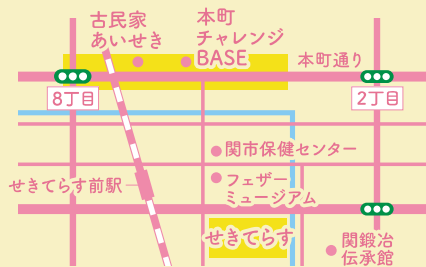 古民家
あいせき
本町
チャレンジ
BASE
本町通り
8丁目
2丁目
関市保健センター
せきてらす前駅
フェザー
ミュージアム
せきてらす
関鍛冶
伝承館